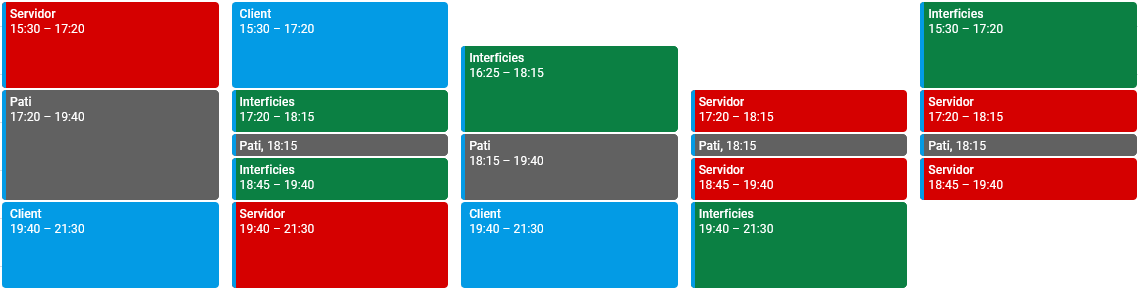 Servidor
15:30 – 17:20
Pati
17:20 – 19:40
Client
19:40 – 21:30
Client
15:30 – 17:20
Interficies
17:20 – 18:15
Pati, 18:15
Interficies
18:45 – 19:40
Servidor
19:40 – 21:30
Interficies
16:25 – 18:15
Pati
18:15 – 19:40
Client
19:40 – 21:30
Servidor
17:20 – 18:15
Pati, 18:15
Servidor
18:45 – 19:40
Interficies
19:40 – 21:30
Interficies
15:30 – 17:20
Servidor
17:20 – 18:15
Pati, 18:15
Servidor
18:45 – 19:40